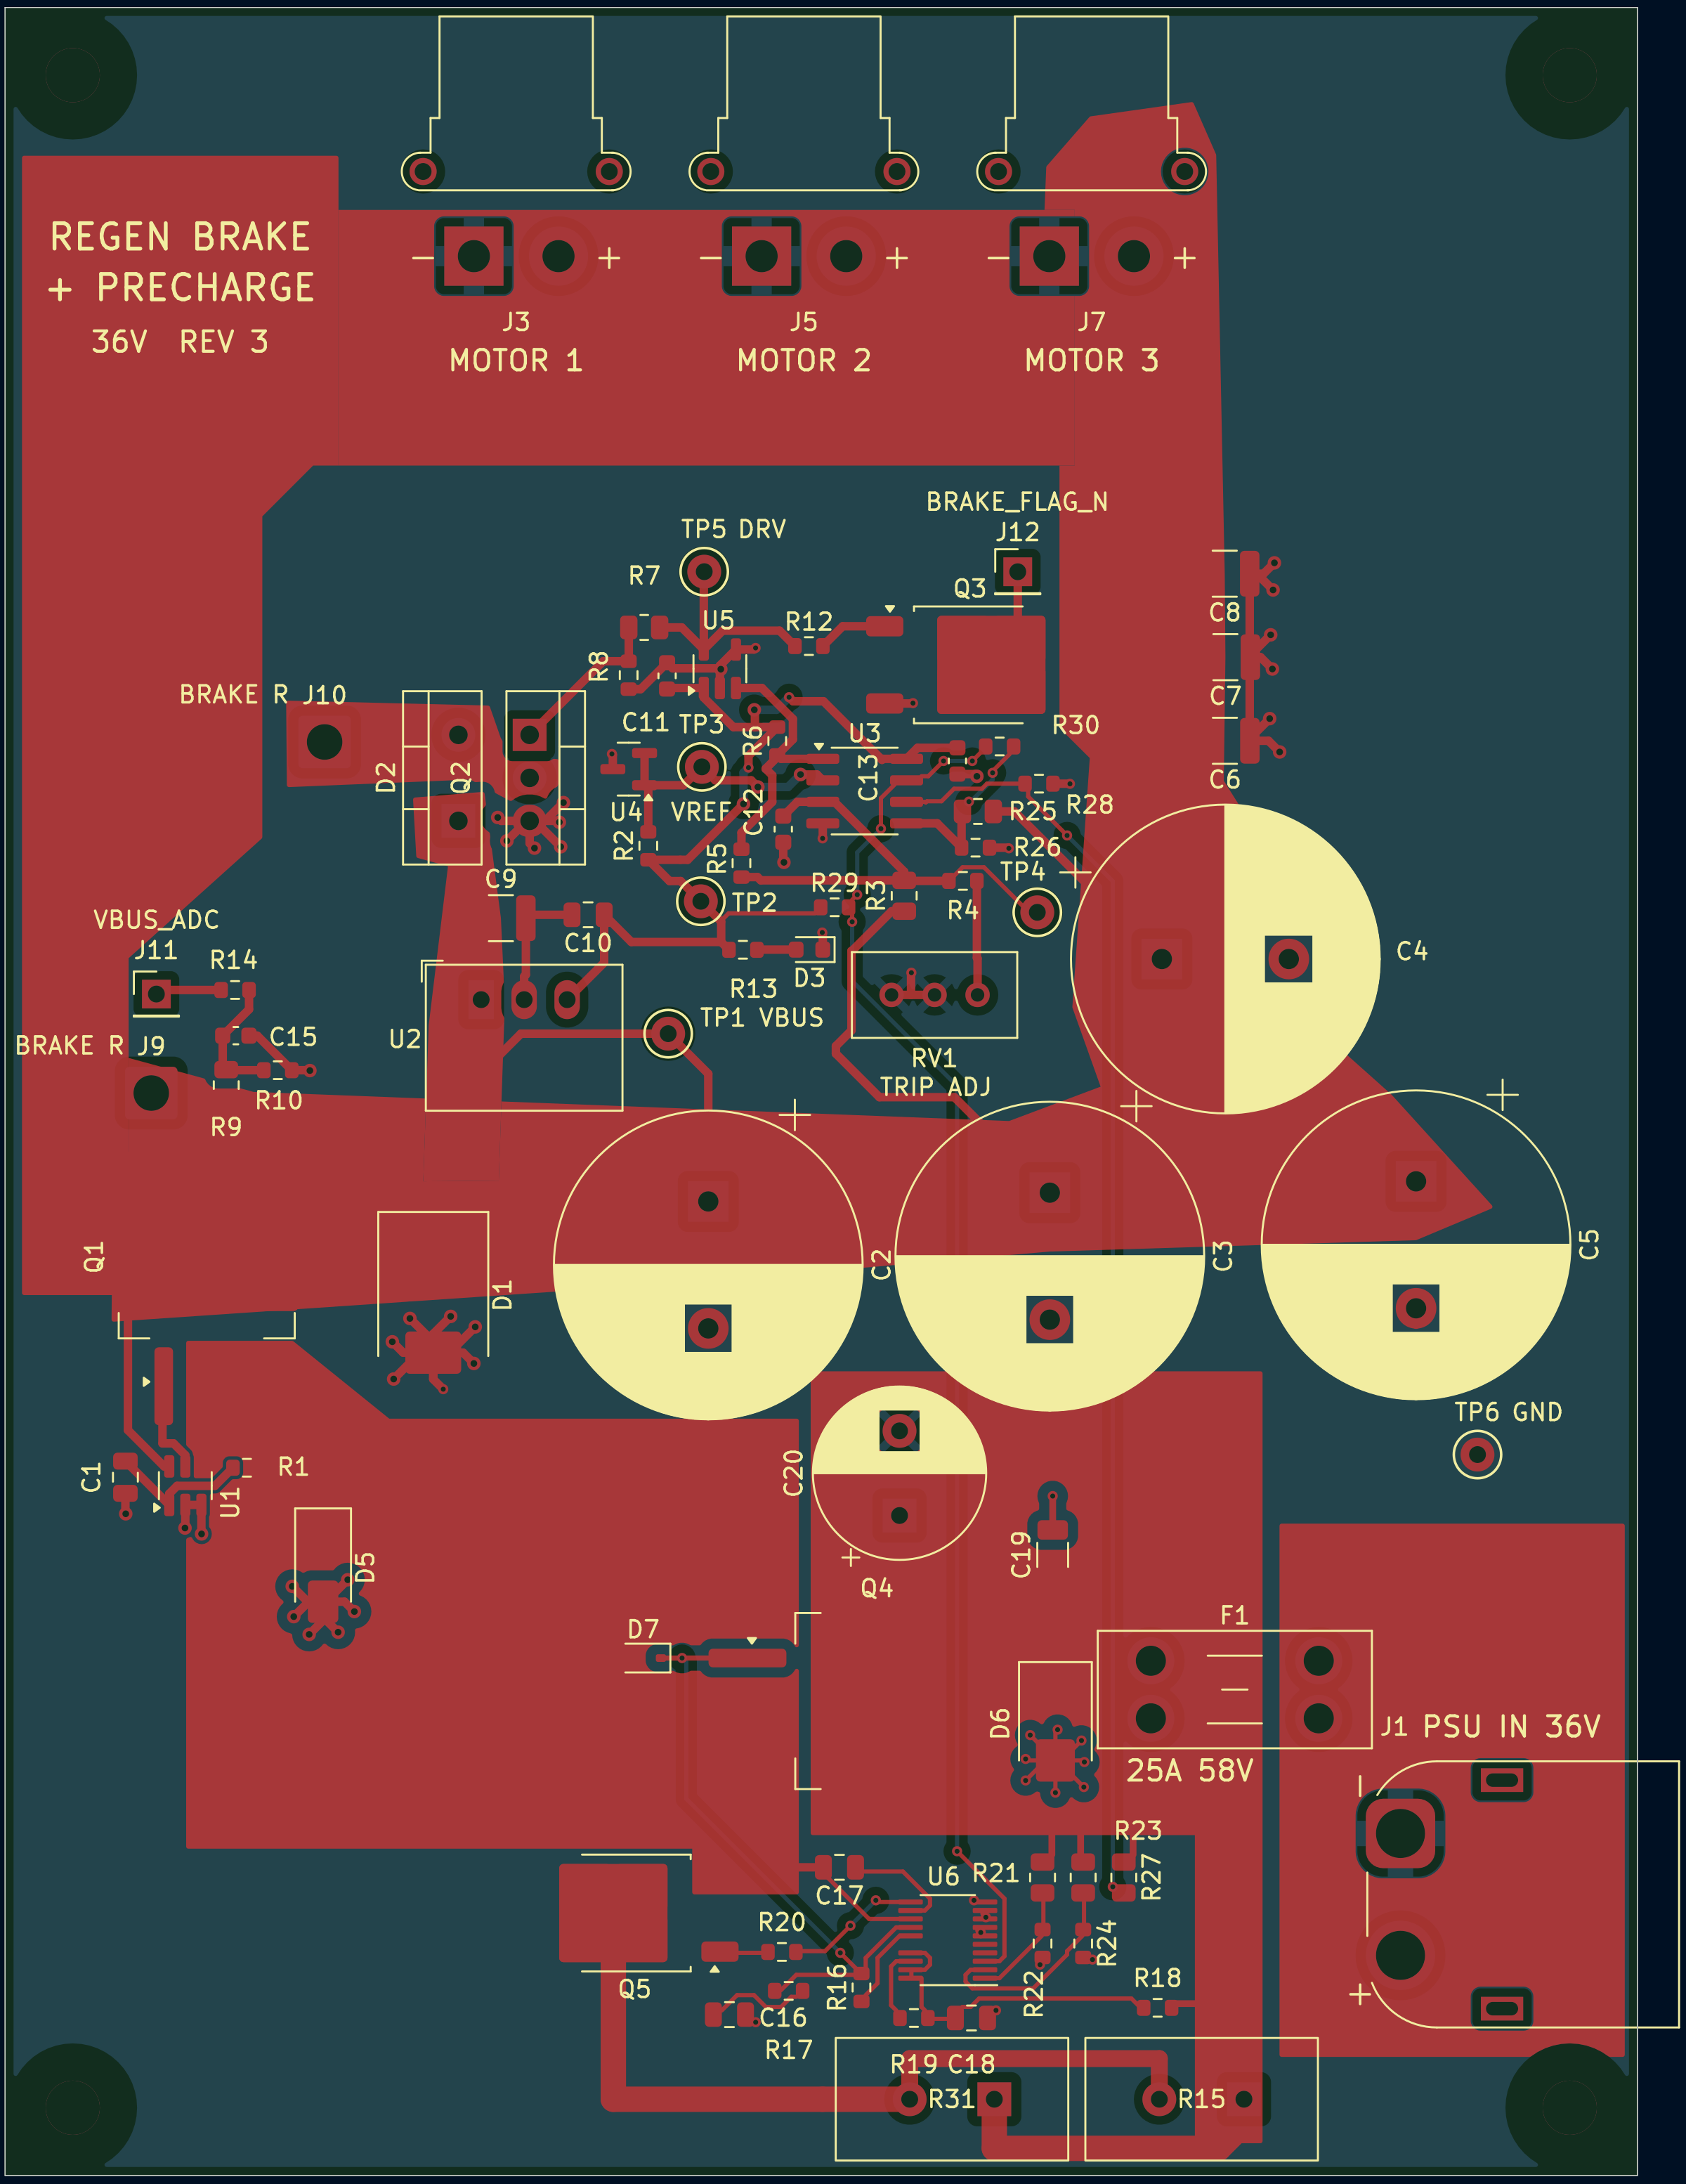 REGEN BRAKE
+ PRECHARGE
36V  REV 3
− +
− +
− +
J3
J5
J7
MOTOR 1
MOTOR 2
MOTOR 3
BRAKE_FLAG_N
J12
TP5 DRV
R7
Q3
U5
R12
C8
R8
C7
BRAKE R J10
C11
TP3
R6
U3
R30
D2
Q2
C13
C6
U4
VREF
C12
R25
R28
R2
R5
R26
C9
R29
R3
TP4
TP2
R4
VBUS_ADC
J11
C10
C4
R14
D3
R13
TP1 VBUS
C15
U2
BRAKE R J9
RV1
TRIP ADJ
R10
R9
Q1
C2
C3
C5
D1
TP6 GND
R1
C1
U1
C20
C19
D5
Q4
D7
F1
D6
J1 PSU IN 36V
25A 58V
−
R23
R21
R27
U6
C17
R20
R24
R16
R22
R18
Q5
C16
+
R17
R19 C18
R31
R15